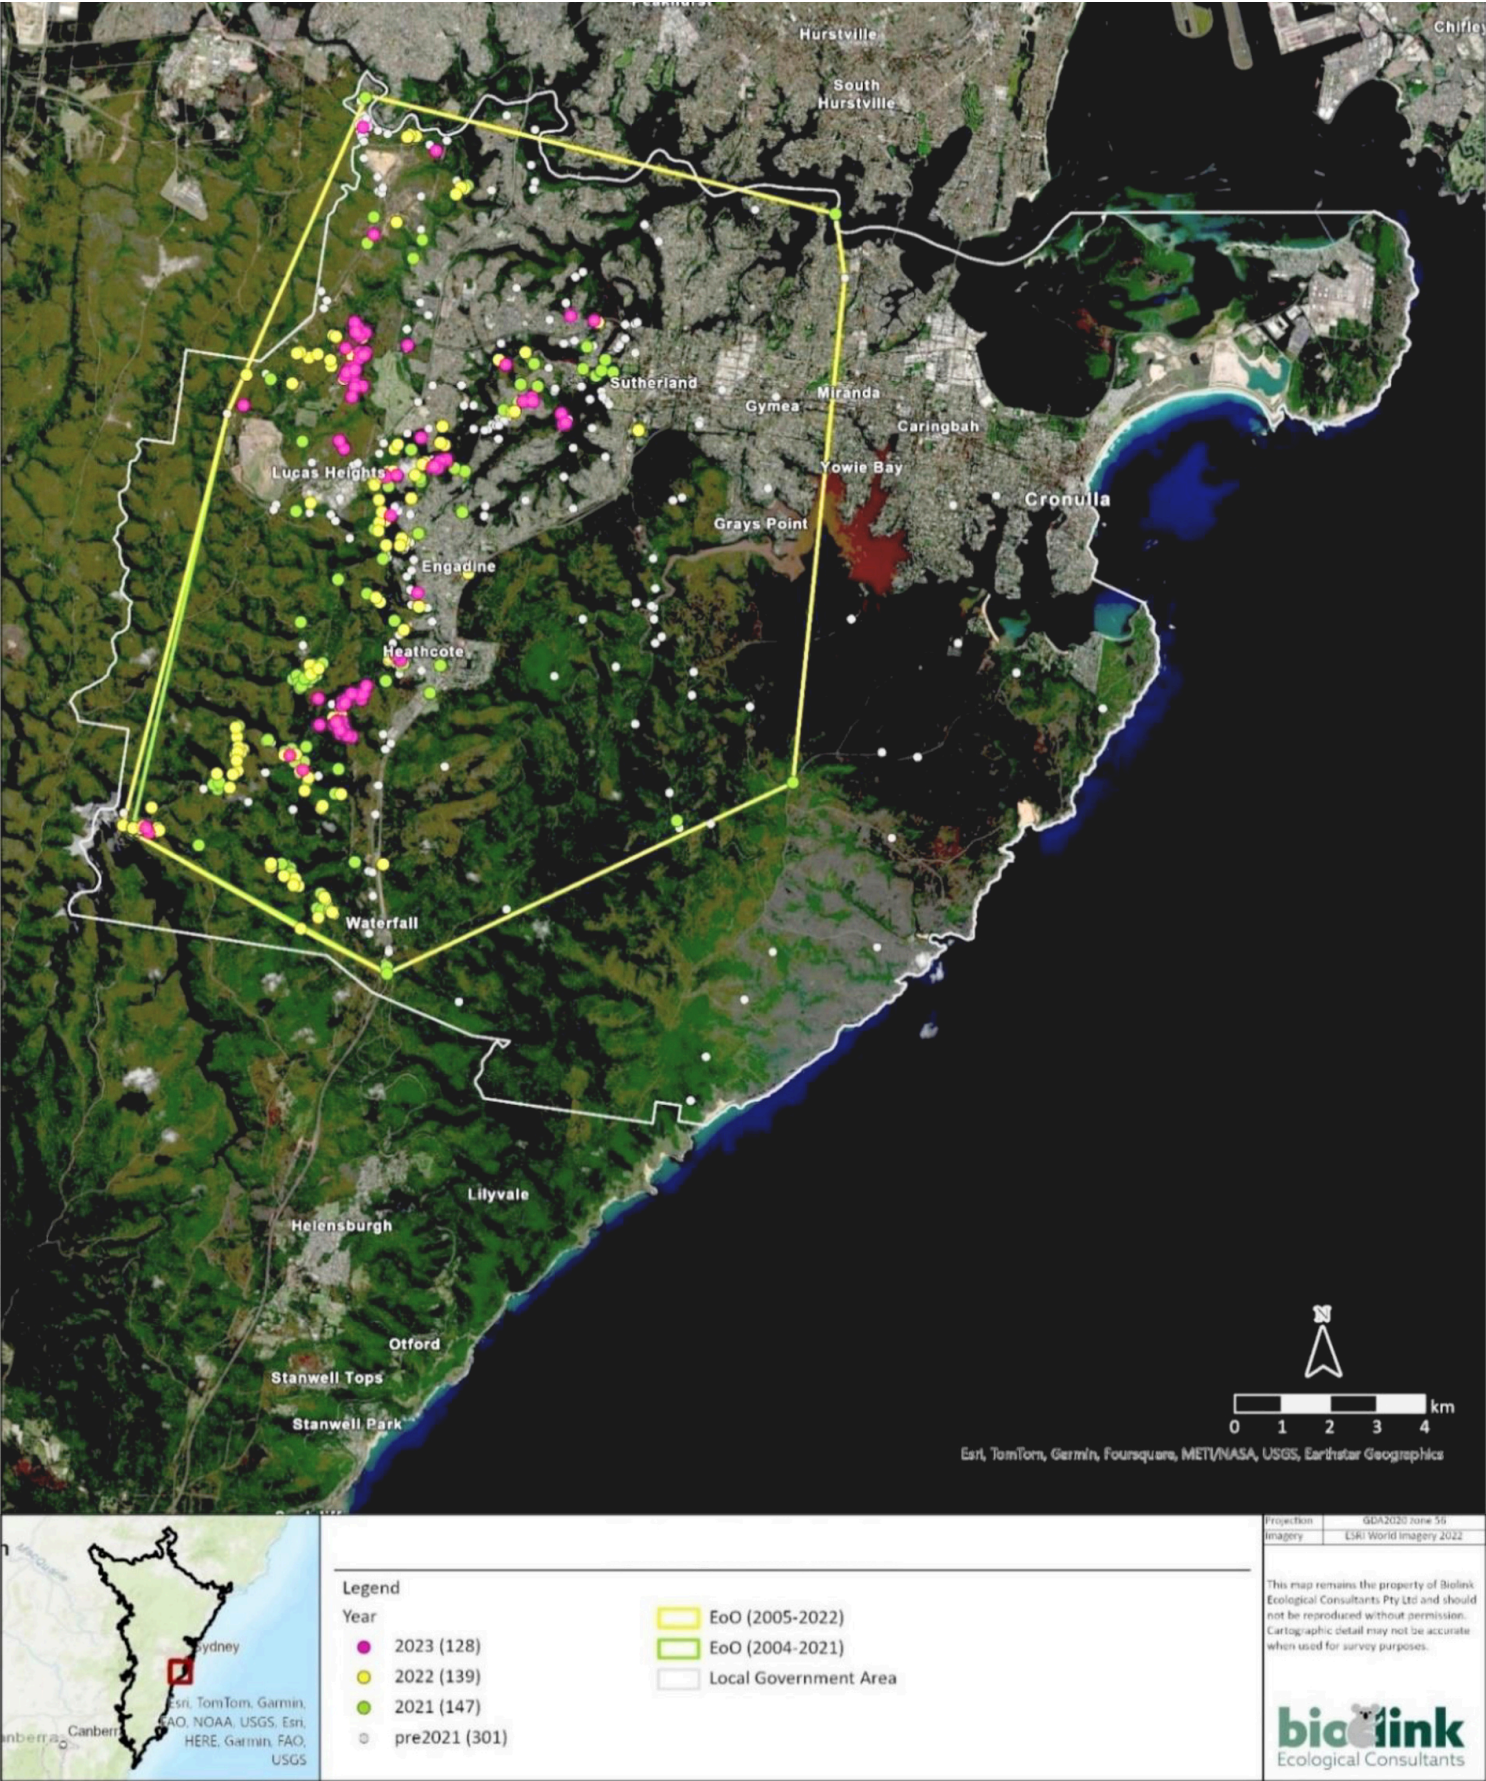 Peakhurst
Hurstville
Chifley
South
Hurstville
Sutherland
Miranda
Gymea
Caringbah
Yowie Bay
Lucas Heights
Cronulla
Grays Point
Engadine
Heathcote
Waterfall
Lilyvale
Helensburgh
Otford
Stanwell Tops
Stanwell Park
N
km
0 1 2 3 4
Esri, TomTom, Garmin, Foursquare, METI/NASA, USGS, Earthstar Geographics
Sydney
Canberr
anberra
Esri, TomTom, Garmin,
FAO, NOAA, USGS, Esri,
HERE, Garmin, FAO,
USGS
Legend
Year
2023 (128)
2022 (139)
2021 (147)
pre2021 (301)
EoO (2005-2022)
EoO (2004-2021)
Local Government Area
Projection GDA2020 zone 56
Imagery ESRI World Imagery 2022
This map remains the property of Biolink
Ecological Consultants Pty Ltd and should
not be reproduced without permission.
Cartographic detail may not be accurate
when used for survey purposes.
biolink
Ecological Consultants